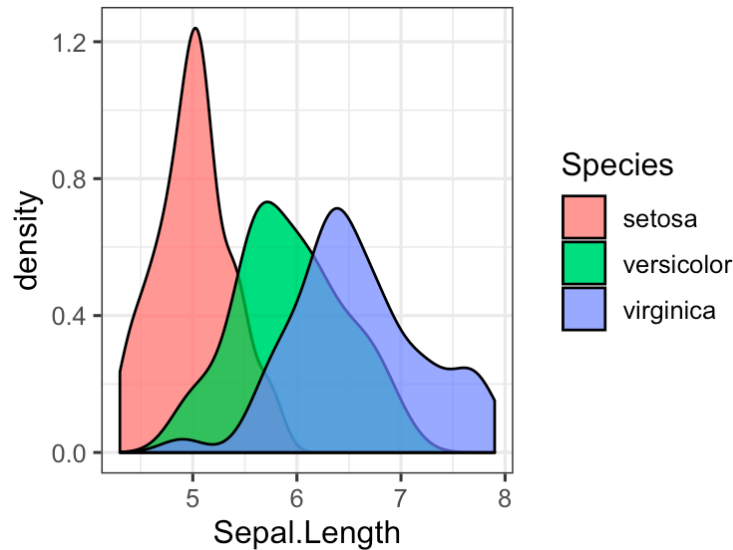 density
1.2
0.8
0.4
0.0
5 6 7 8
Sepal.Length
Species
setosa
versicolor
virginica